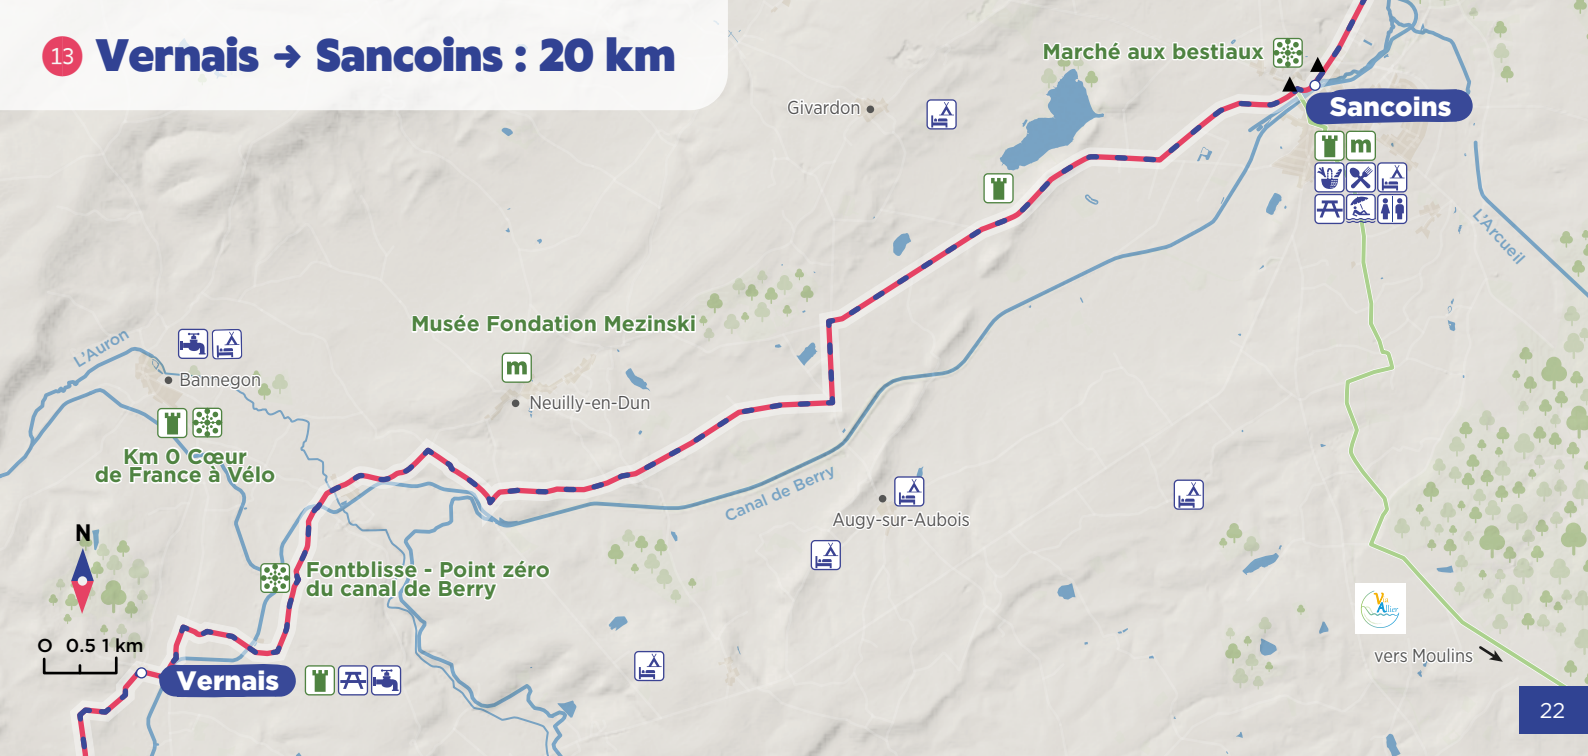 13 Vernais → Sancoins : 20 km
Marché aux bestiaux
Givardon
Sancoins
m
L'Arcueil
Musée Fondation Mezinski
m
L'Auron
Bannegon
Neuilly-en-Dun
Km 0 Cœur
de France à Vélo
Canal de Berry
Augy-sur-Aubois
N
Fontblisse - Point zéro
du canal de Berry
Via
Allier
0 0.5 1 km
vers Moulins
Vernais
22